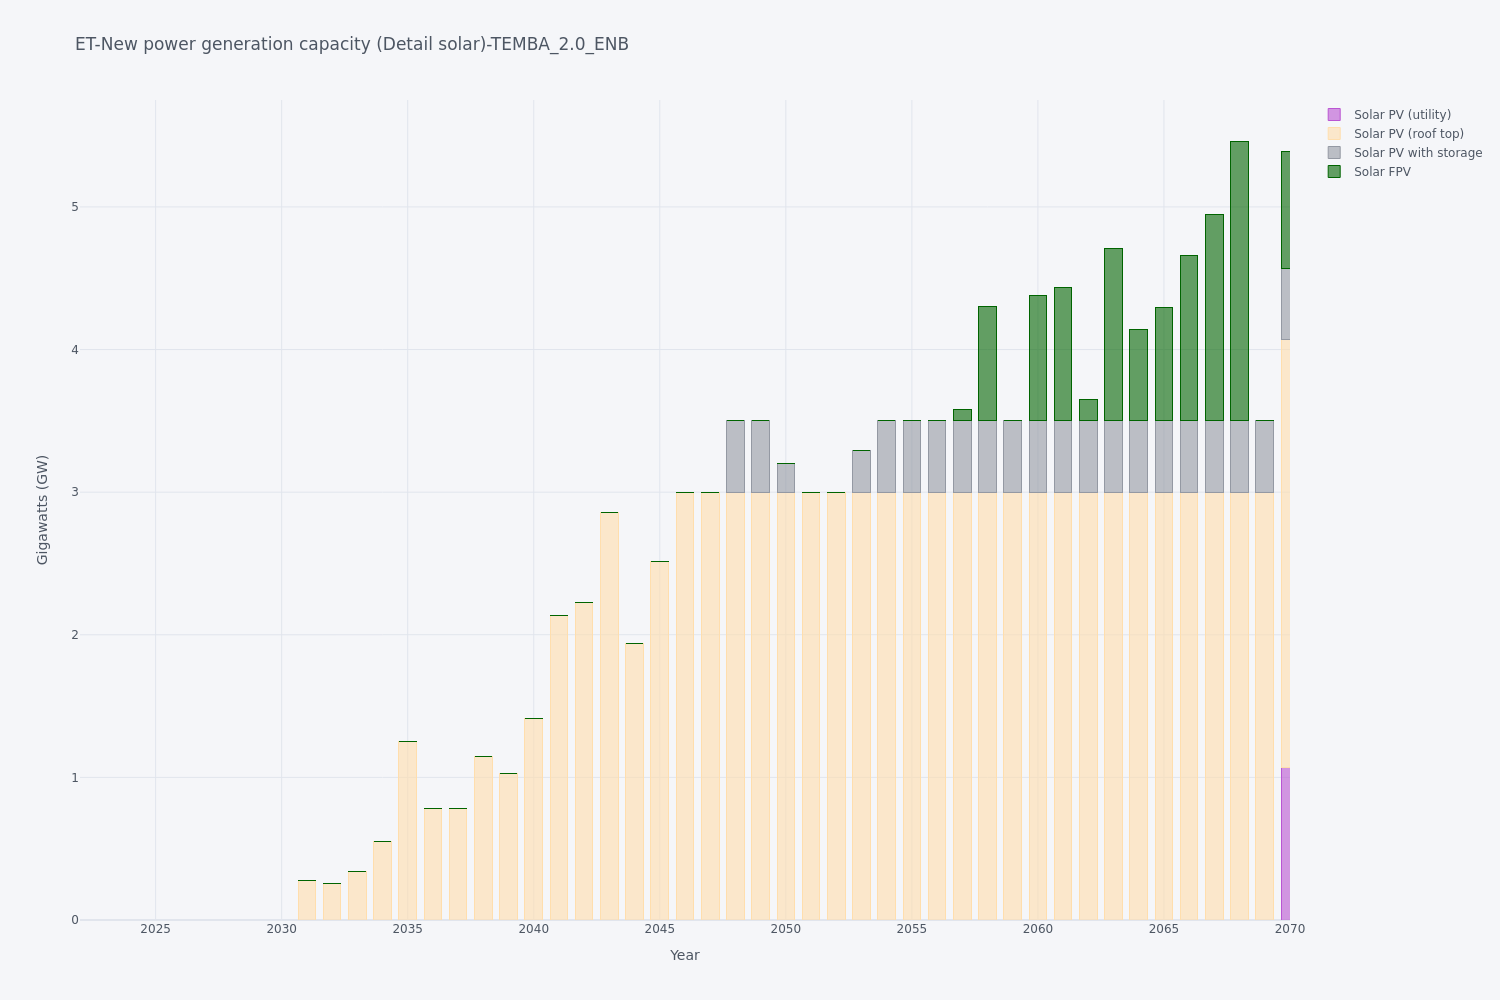 ET-New power generation capacity (Detail solar)-TEMBA_2.0_ENB
Solar PV (utility)
Solar PV (roof top)
Solar PV with storage
Solar FPV
Gigawatts (GW)
5
4
3
2
1
0
2025 2030 2035 2040 2045 2050 2055 2060 2065 2070
Year